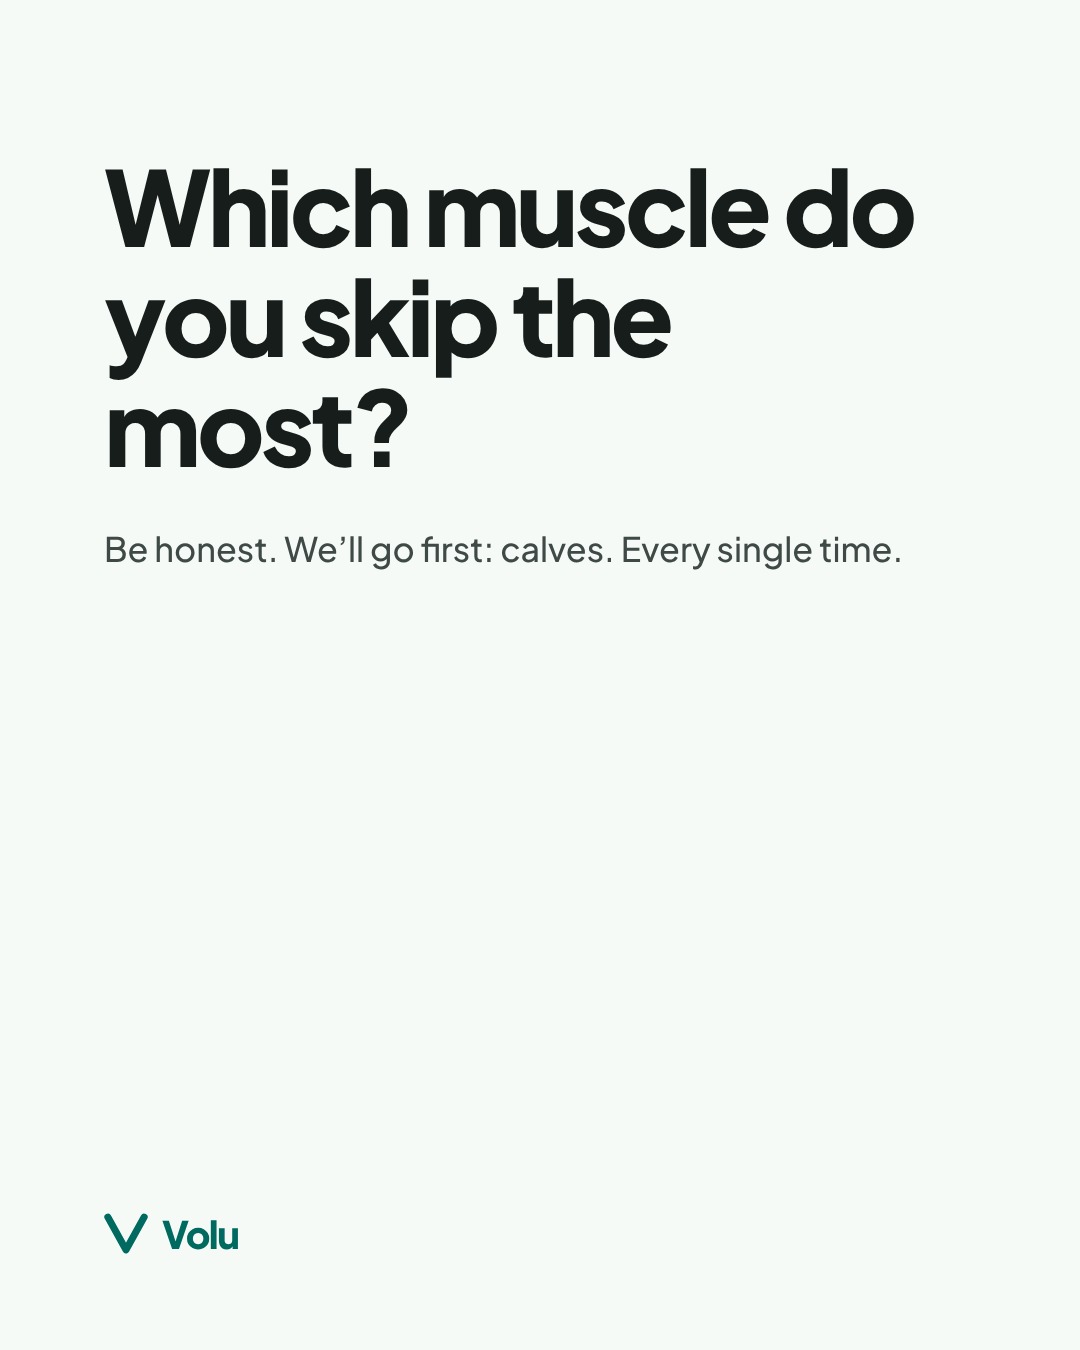 Which muscle do
you skip the
most?
Be honest. We’ll go first: calves. Every single time.
Volu